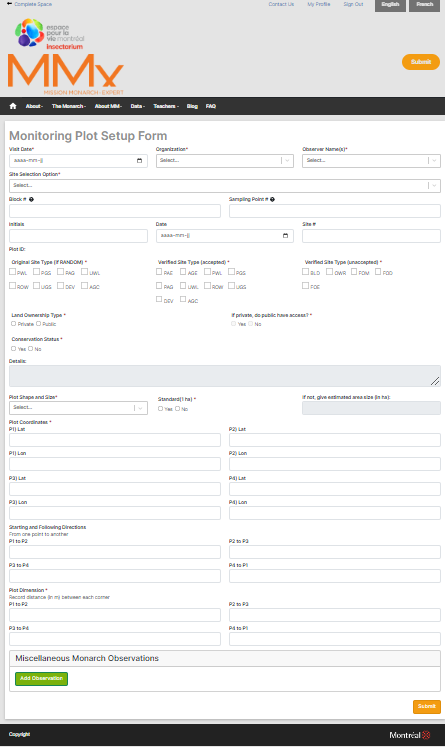 Complete Space Contact Us My Profile Sign Out English French
espace
pour la
vie montréal
Insectarium
MMx
MISSION MONARCH-EXPERT
Submit
About The Monarch About MM Data Teachers Blog FAQ
Monitoring Plot Setup Form
Visit Date* Organization* Observer Name(s)*
aaaa-mm-jj Select... Select...
Site Selection Option*
Select...
Block # Sampling Point #
Initials Date Site #
aaaa-mm-jj
Plot ID:
Original Site Type (if RANDOM) * Verified Site Type (accepted) * Verified Site Type (unaccepted) *
PWL PGS PAG UWL PAE AGE PWL PGS BLD OWR FOM FOD
ROW UGS DEV AGC PAG UWL ROW UGS FOE
DEV AGC
Land Ownership Type * If private, do public have access? *
Private Public Yes No
Conservation Status *
Yes No
Details:
Plot Shape and Size* Standard(1 ha) * If not, give estimated area size (in ha):
Select... Yes No
Plot Coordinates *
P1) Lat P2) Lat
P1) Lon P2) Lon
P3) Lat P4) Lat
P3) Lon P4) Lon
Starting and Following Directions
From one point to another
P1 to P2 P2 to P3
P3 to P4 P4 to P1
Plot Dimension *
Record distance (in m) between each corner
P1 to P2 P2 to P3
P3 to P4 P4 to P1
Miscellaneous Monarch Observations
Add Observation
Submit
Copyright Montréal